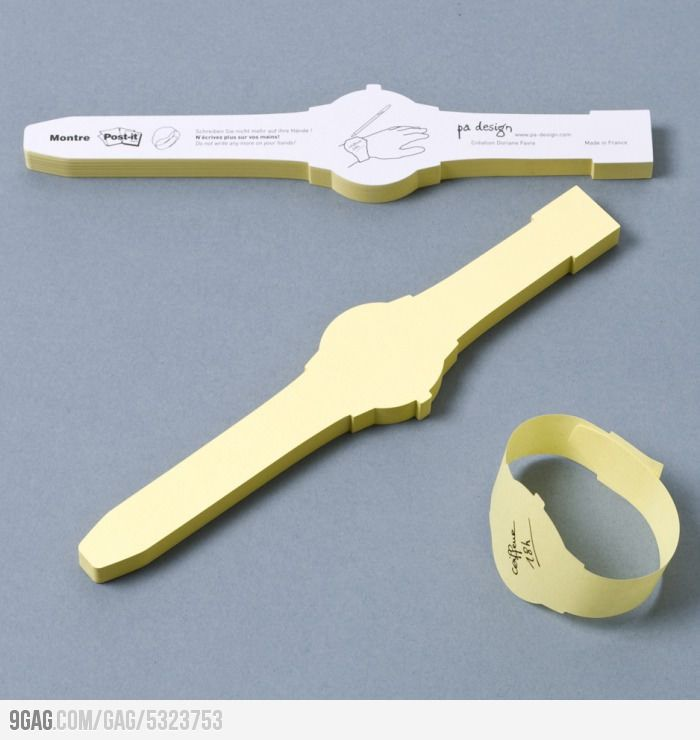 Montre Post-it
Schreiben Sie nicht mehr auf ihre Hände !
N'écrivez plus sur vos mains!
Do not write any more on your hands!
pa design www.pa-design.com
Création Doriane Favre Made in France
coiffeur
18h
9GAG.COM/GAG/5323753